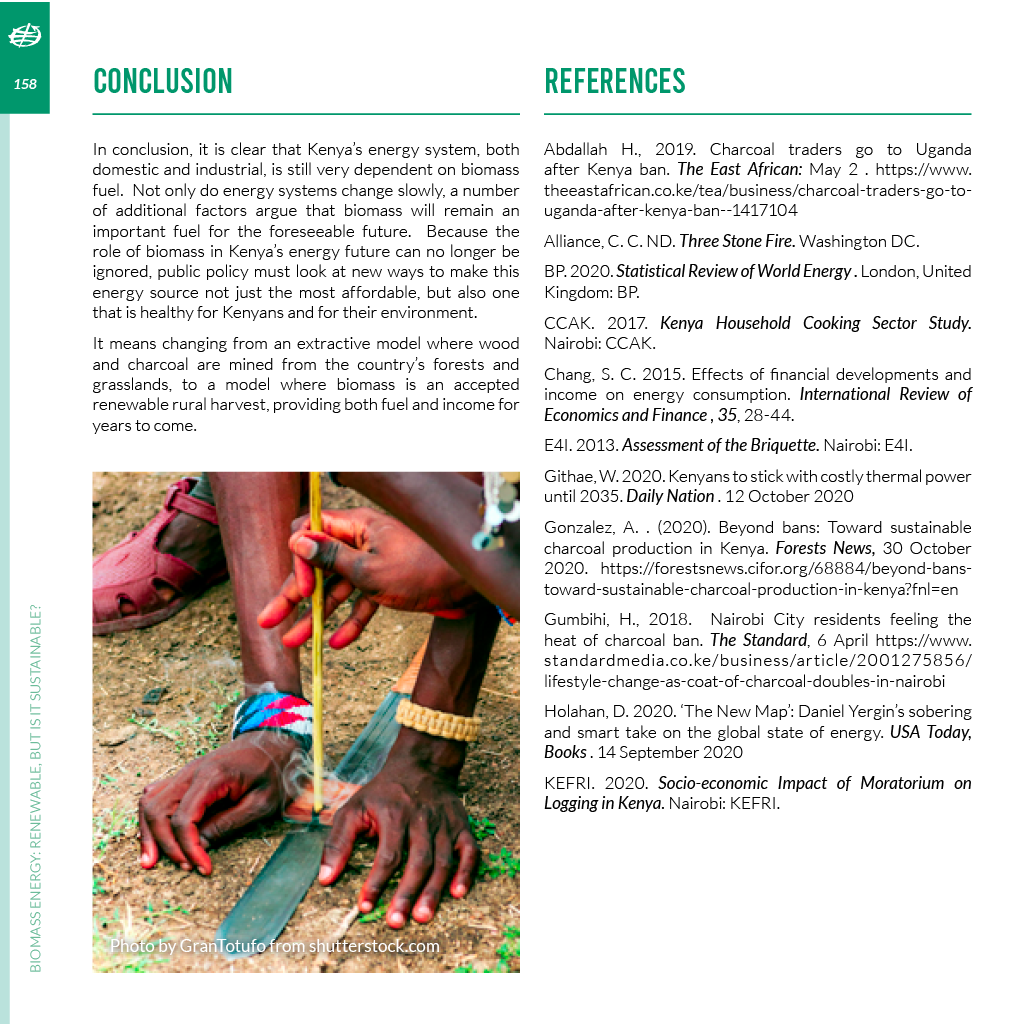 158
CONCLUSION
In conclusion, it is clear that Kenya’s energy system, both
domestic and industrial, is still very dependent on biomass
fuel.  Not only do energy systems change slowly, a number
of additional factors argue that biomass will remain an
important fuel for the foreseeable future.  Because the
role of biomass in Kenya’s energy future can no longer be
ignored, public policy must look at new ways to make this
energy source not just the most affordable, but also one
that is healthy for Kenyans and for their environment.
It means changing from an extractive model where wood
and charcoal are mined from the country’s forests and
grasslands, to a model where biomass is an accepted
renewable rural harvest, providing both fuel and income for
years to come.
Photo by GranTotufo from shutterstock.com
REFERENCES
Abdallah H., 2019. Charcoal traders go to Uganda
after Kenya ban. The East African: May 2 . https://www.
theeastafrican.co.ke/tea/business/charcoal-traders-go-to-
uganda-after-kenya-ban--1417104
Alliance, C. C. ND. Three Stone Fire. Washington DC.
BP. 2020. Statistical Review of World Energy . London, United
Kingdom: BP.
CCAK. 2017. Kenya Household Cooking Sector Study.
Nairobi: CCAK.
Chang, S. C. 2015. Effects of financial developments and
income on energy consumption. International Review of
Economics and Finance , 35, 28-44.
E4I. 2013. Assessment of the Briquette. Nairobi: E4I.
Githae, W. 2020. Kenyans to stick with costly thermal power
until 2035. Daily Nation . 12 October 2020
Gonzalez, A. . (2020). Beyond bans: Toward sustainable
charcoal production in Kenya. Forests News, 30 October
2020. https://forestsnews.cifor.org/68884/beyond-bans-
toward-sustainable-charcoal-production-in-kenya?fnl=en
Gumbihi, H., 2018.  Nairobi City residents feeling the
heat of charcoal ban. The Standard, 6 April https://www.
standardmedia.co.ke/business/article/2001275856/
lifestyle-change-as-coat-of-charcoal-doubles-in-nairobi
Holahan, D. 2020. ‘The New Map’: Daniel Yergin’s sobering
and smart take on the global state of energy. USA Today,
Books . 14 September 2020
KEFRI. 2020. Socio-economic Impact of Moratorium on
Logging in Kenya. Nairobi: KEFRI.
BIOMASS ENERGY: RENEWABLE, BUT IS IT SUSTAINABLE?